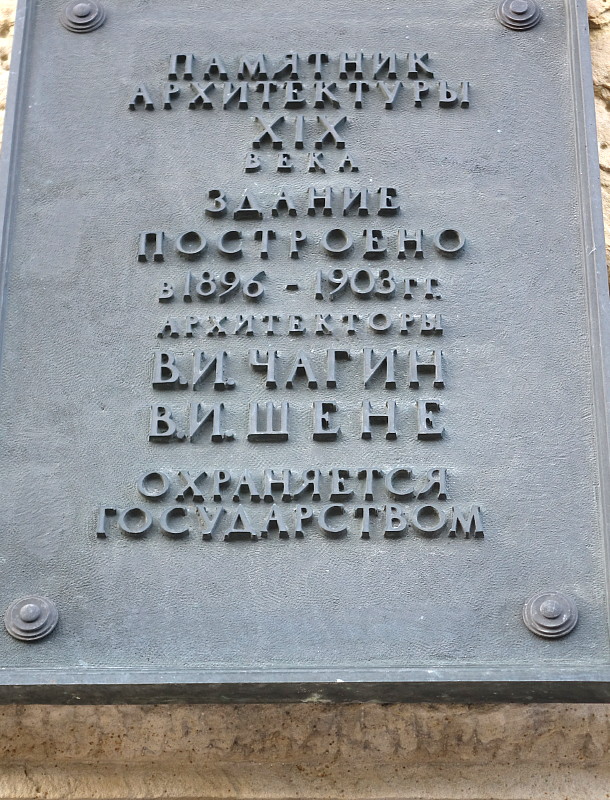 ПАМЯТНИК
АРХИТЕКТУРЫ
XIX
ВЕКА
ЗДАНИЕ
ПОСТРОЕНО
в 1896 - 1903 гг.
АРХИТЕКТОРЫ
В.И. ЧАГИН
В.И. ШЕНЕ
ОХРАНЯЕТСЯ
ГОСУДАРСТВОМ